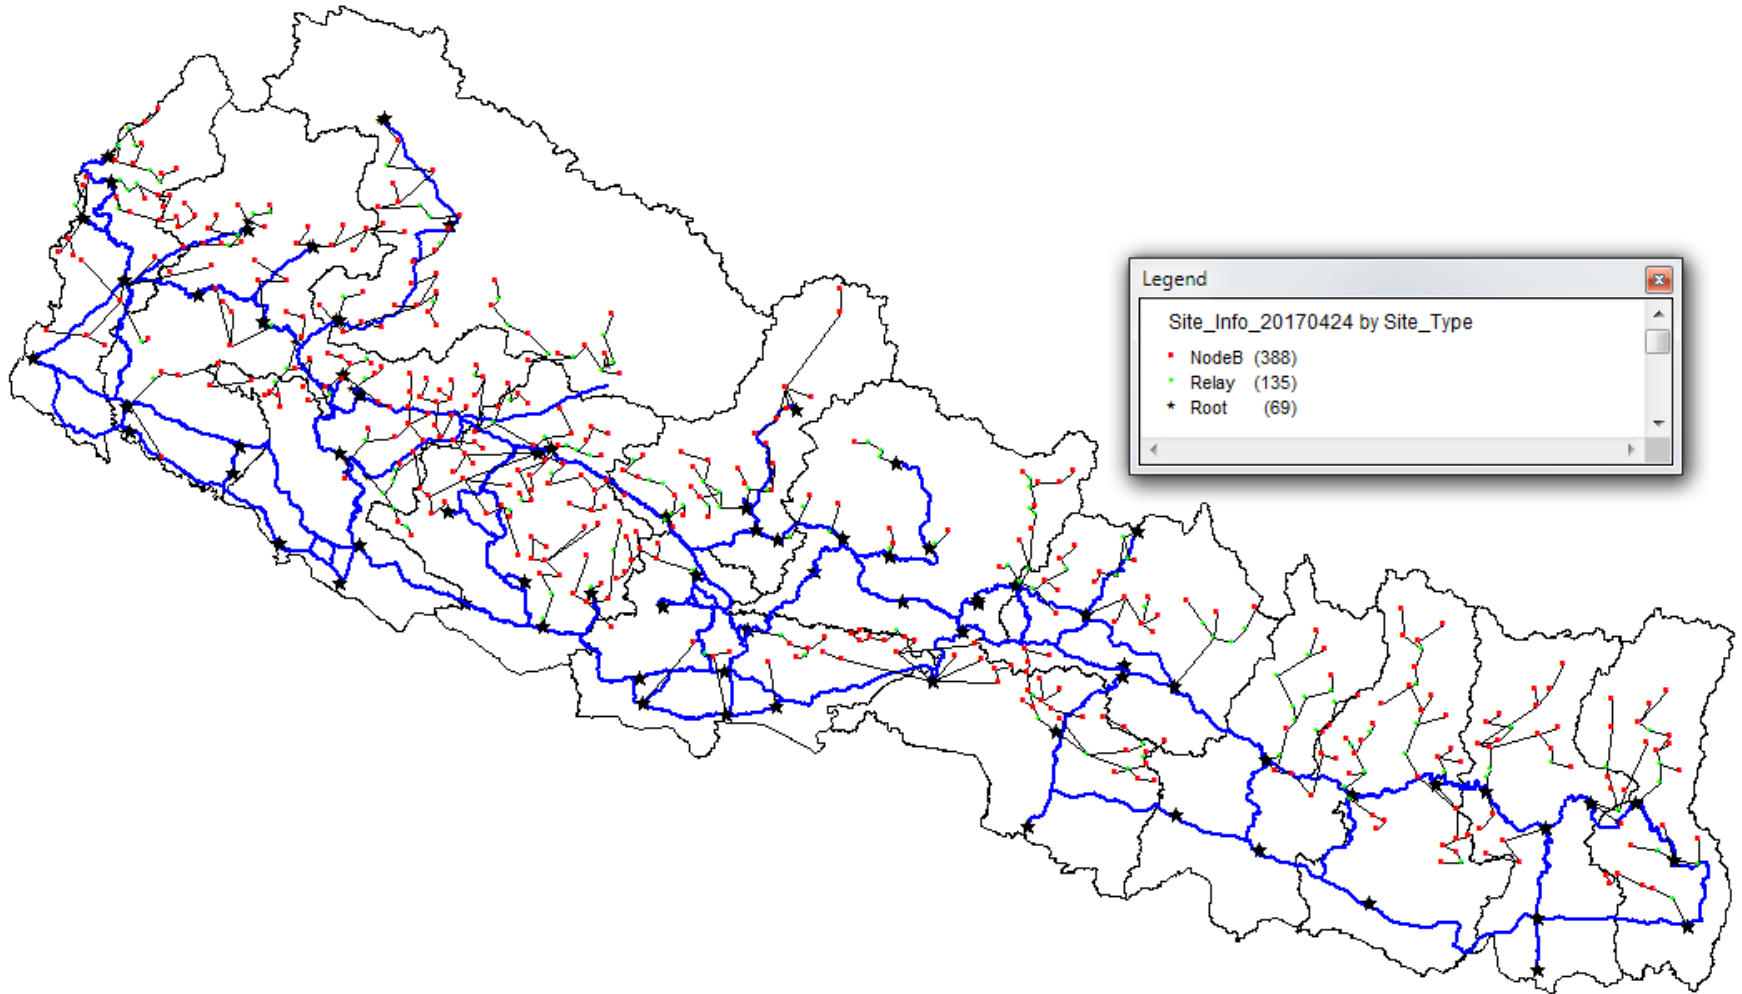 Legend
Site_Info_20170424 by Site_Type
NodeB (388)
Relay (135)
Root (69)